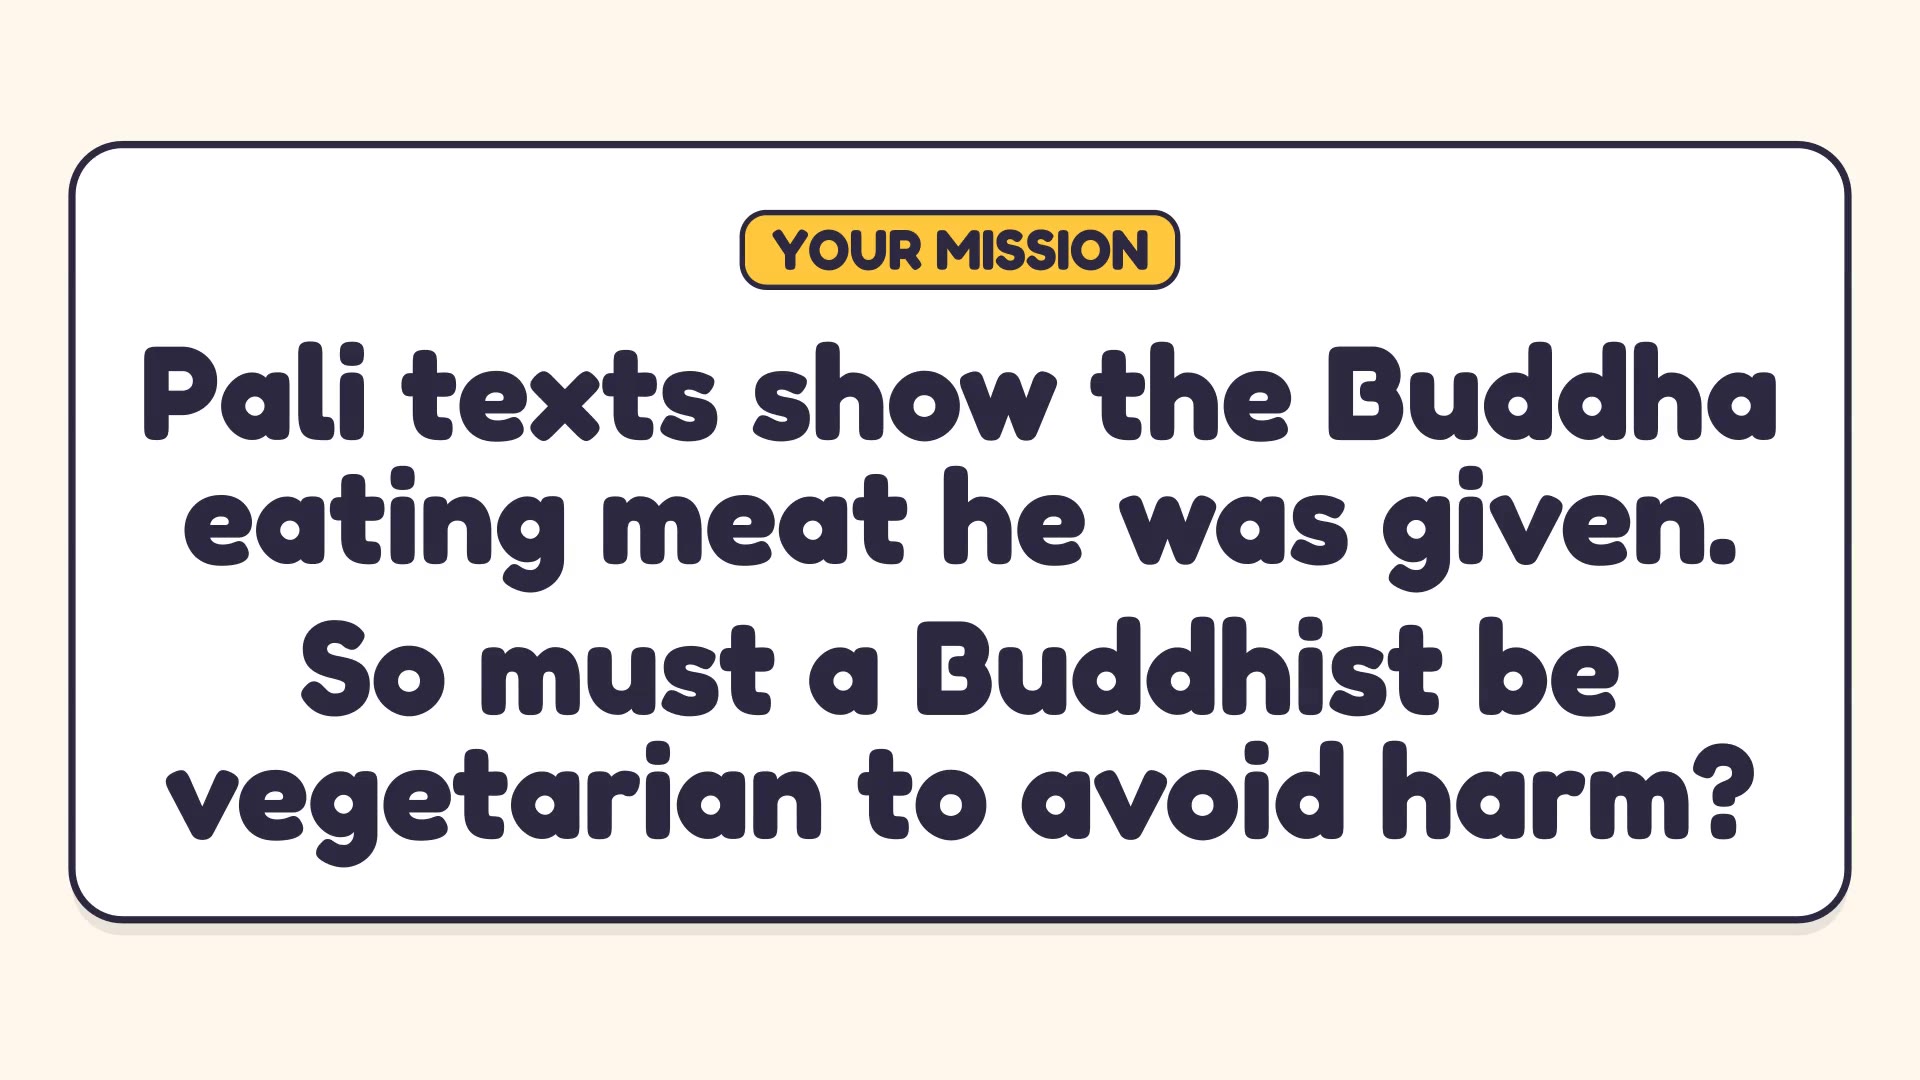 YOUR MISSION
Pali texts show the Buddha
eating meat he was given.
So must a Buddhist be
vegetarian to avoid harm?